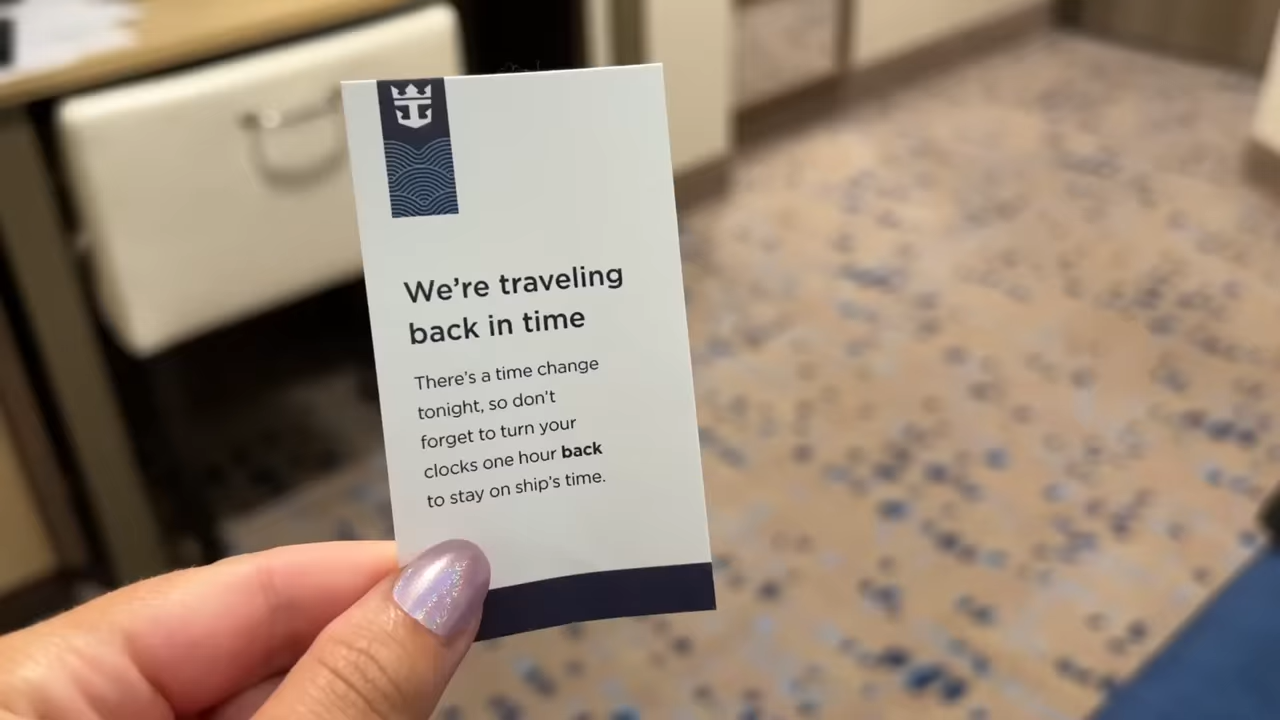 We're traveling
back in time
There's a time change
tonight, so don't
forget to turn your
clocks one hour back
to stay on ship's time.